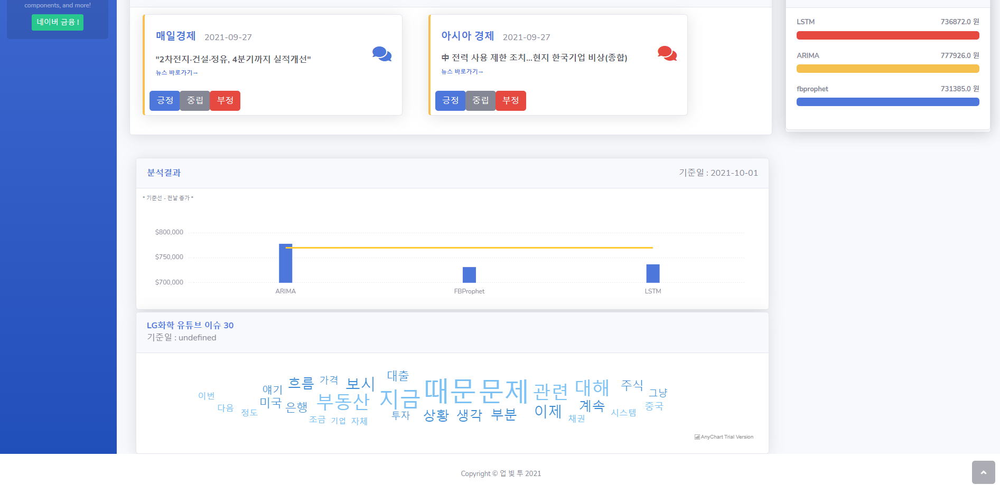 components, and more!
네이버 금융 !
매일경제 2021-09-27
"2차전지·건설·정유, 4분기까지 실적개선"
뉴스 바로가기→
긍정 중립 부정
아시아 경제 2021-09-27
中 전력 사용 제한 조치...현지 한국기업 비상(종합)
뉴스 바로가기→
긍정 중립 부정
LSTM 736872.0 원
ARIMA 777926.0 원
fbprophet 731385.0 원
분석결과 기준일 : 2021-10-01
* 기준선 - 전날 종가 *
$800,000
$750,000
$700,000
ARIMA FBProphet LSTM
LG화학 유튜브 이슈 30
기준일 : undefined
이번 다음 정도 얘기 미국 흐름 은행 가격 부동산 조금 기업 자체 보시 대출 지금 투자 때문 문제 상황 생각 부분 관련 이제 대해 계속 채권 주식 그냥 중국 시스템
AnyChart Trial Version
Copyright © 업 빛 투 2021